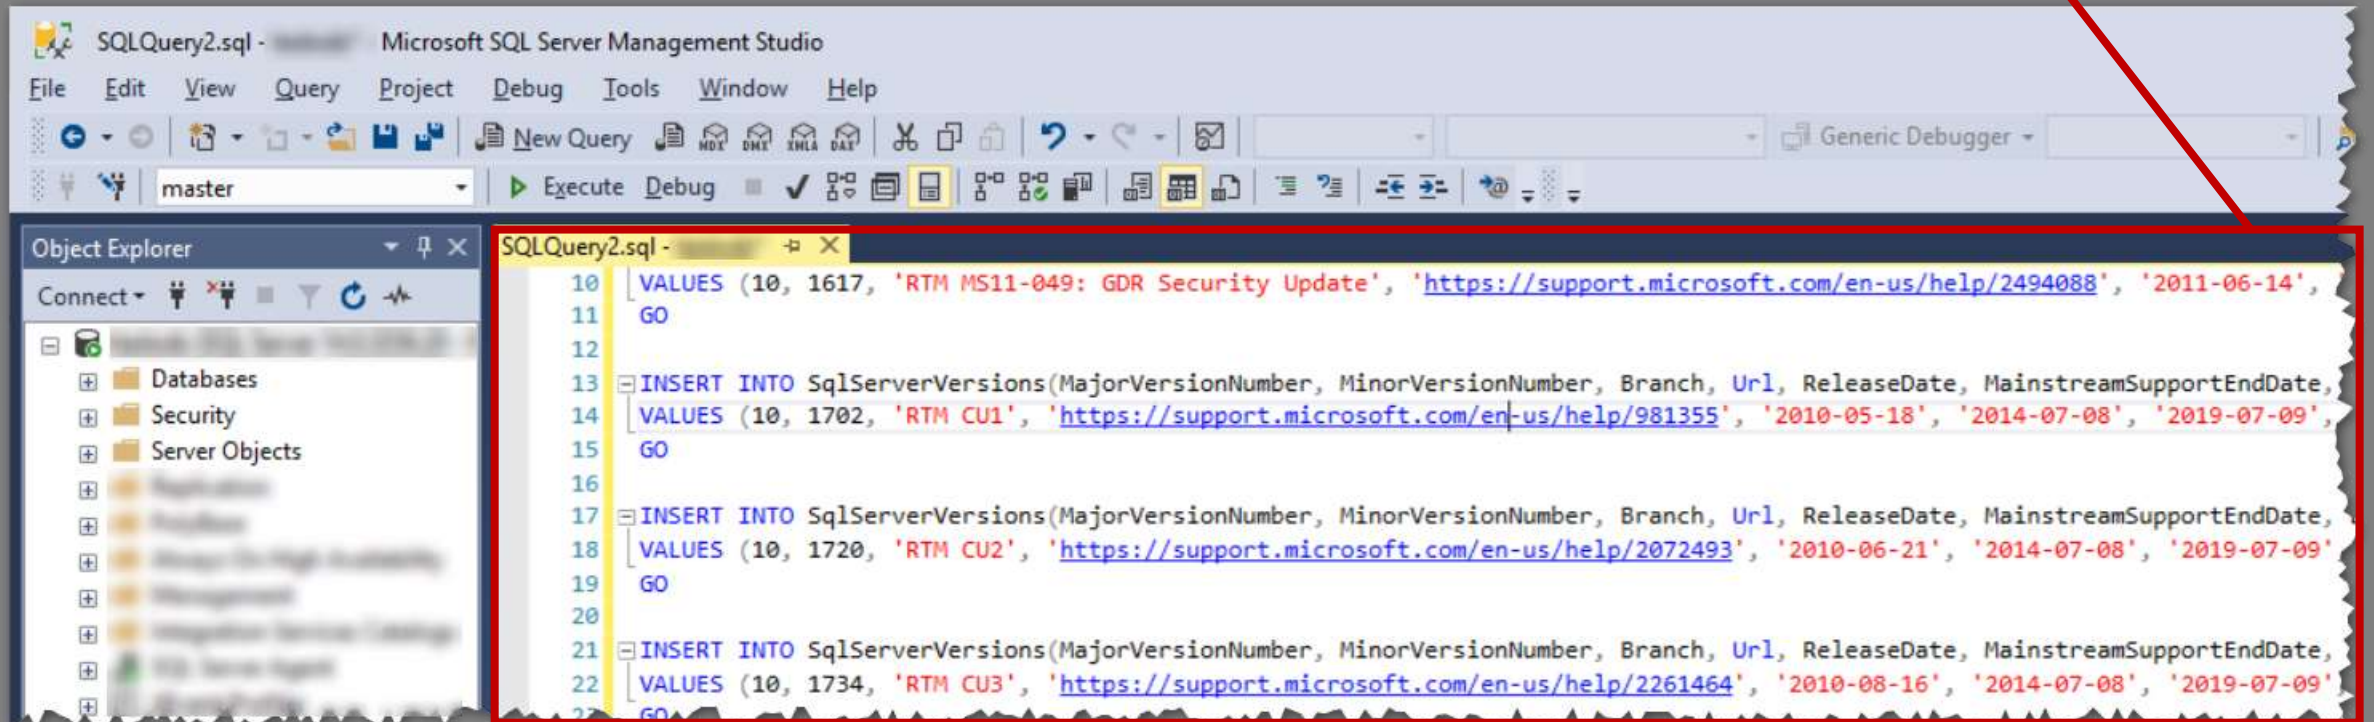 SQLQuery2.sql - Microsoft SQL Server Management Studio
File Edit View Query Project Debug Tools Window Help
New Query MDX DMX XMLA DAX Generic Debugger
master Execute Debug
Object Explorer
Connect
Databases
Security
Server Objects
SQLQuery2.sql -
10 VALUES (10, 1617, 'RTM MS11-049: GDR Security Update', 'https://support.microsoft.com/en-us/help/2494088', '2011-06-14',
11 GO
12
13 INSERT INTO SqlServerVersions(MajorVersionNumber, MinorVersionNumber, Branch, Url, ReleaseDate, MainstreamSupportEndDate,
14 VALUES (10, 1702, 'RTM CU1', 'https://support.microsoft.com/en-us/help/981355', '2010-05-18', '2014-07-08', '2019-07-09',
15 GO
16
17 INSERT INTO SqlServerVersions(MajorVersionNumber, MinorVersionNumber, Branch, Url, ReleaseDate, MainstreamSupportEndDate,
18 VALUES (10, 1720, 'RTM CU2', 'https://support.microsoft.com/en-us/help/2072493', '2010-06-21', '2014-07-08', '2019-07-09'
19 GO
20
21 INSERT INTO SqlServerVersions(MajorVersionNumber, MinorVersionNumber, Branch, Url, ReleaseDate, MainstreamSupportEndDate,
22 VALUES (10, 1734, 'RTM CU3', 'https://support.microsoft.com/en-us/help/2261464', '2010-08-16', '2014-07-08', '2019-07-09'
GO